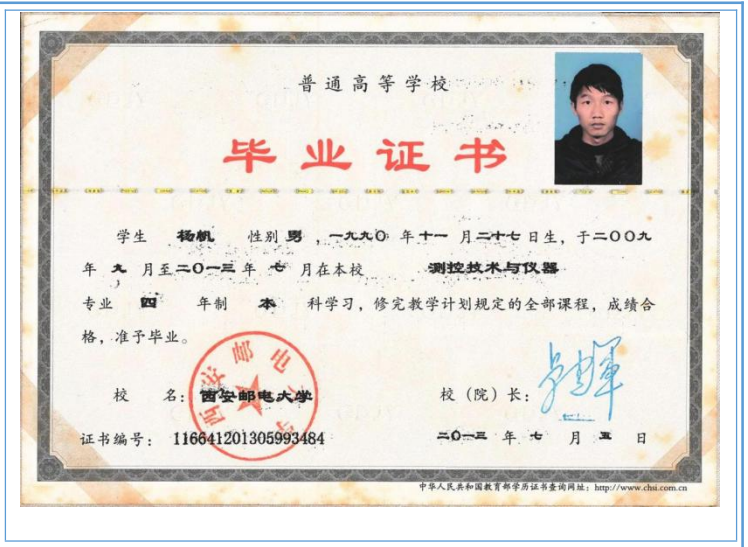 普通高等学校
毕业证书
学生 杨帆 性别 男 ，一九九〇 年 十一 月 二十七 日生，于二〇〇九
年 九 月至 二〇一三 年 七 月在本校 测控技术与仪器
专业 四 年制 本 科学习，修完教学计划规定的全部课程，成绩合
格，准予毕业。
校 名：西安邮电大学
西安邮电大学
校（院）长：
证书编号： 116641201305993484
二〇一三 年 七 月 五 日
中华人民共和国教育部学历证书查询网址：http://www.chsi.com.cn